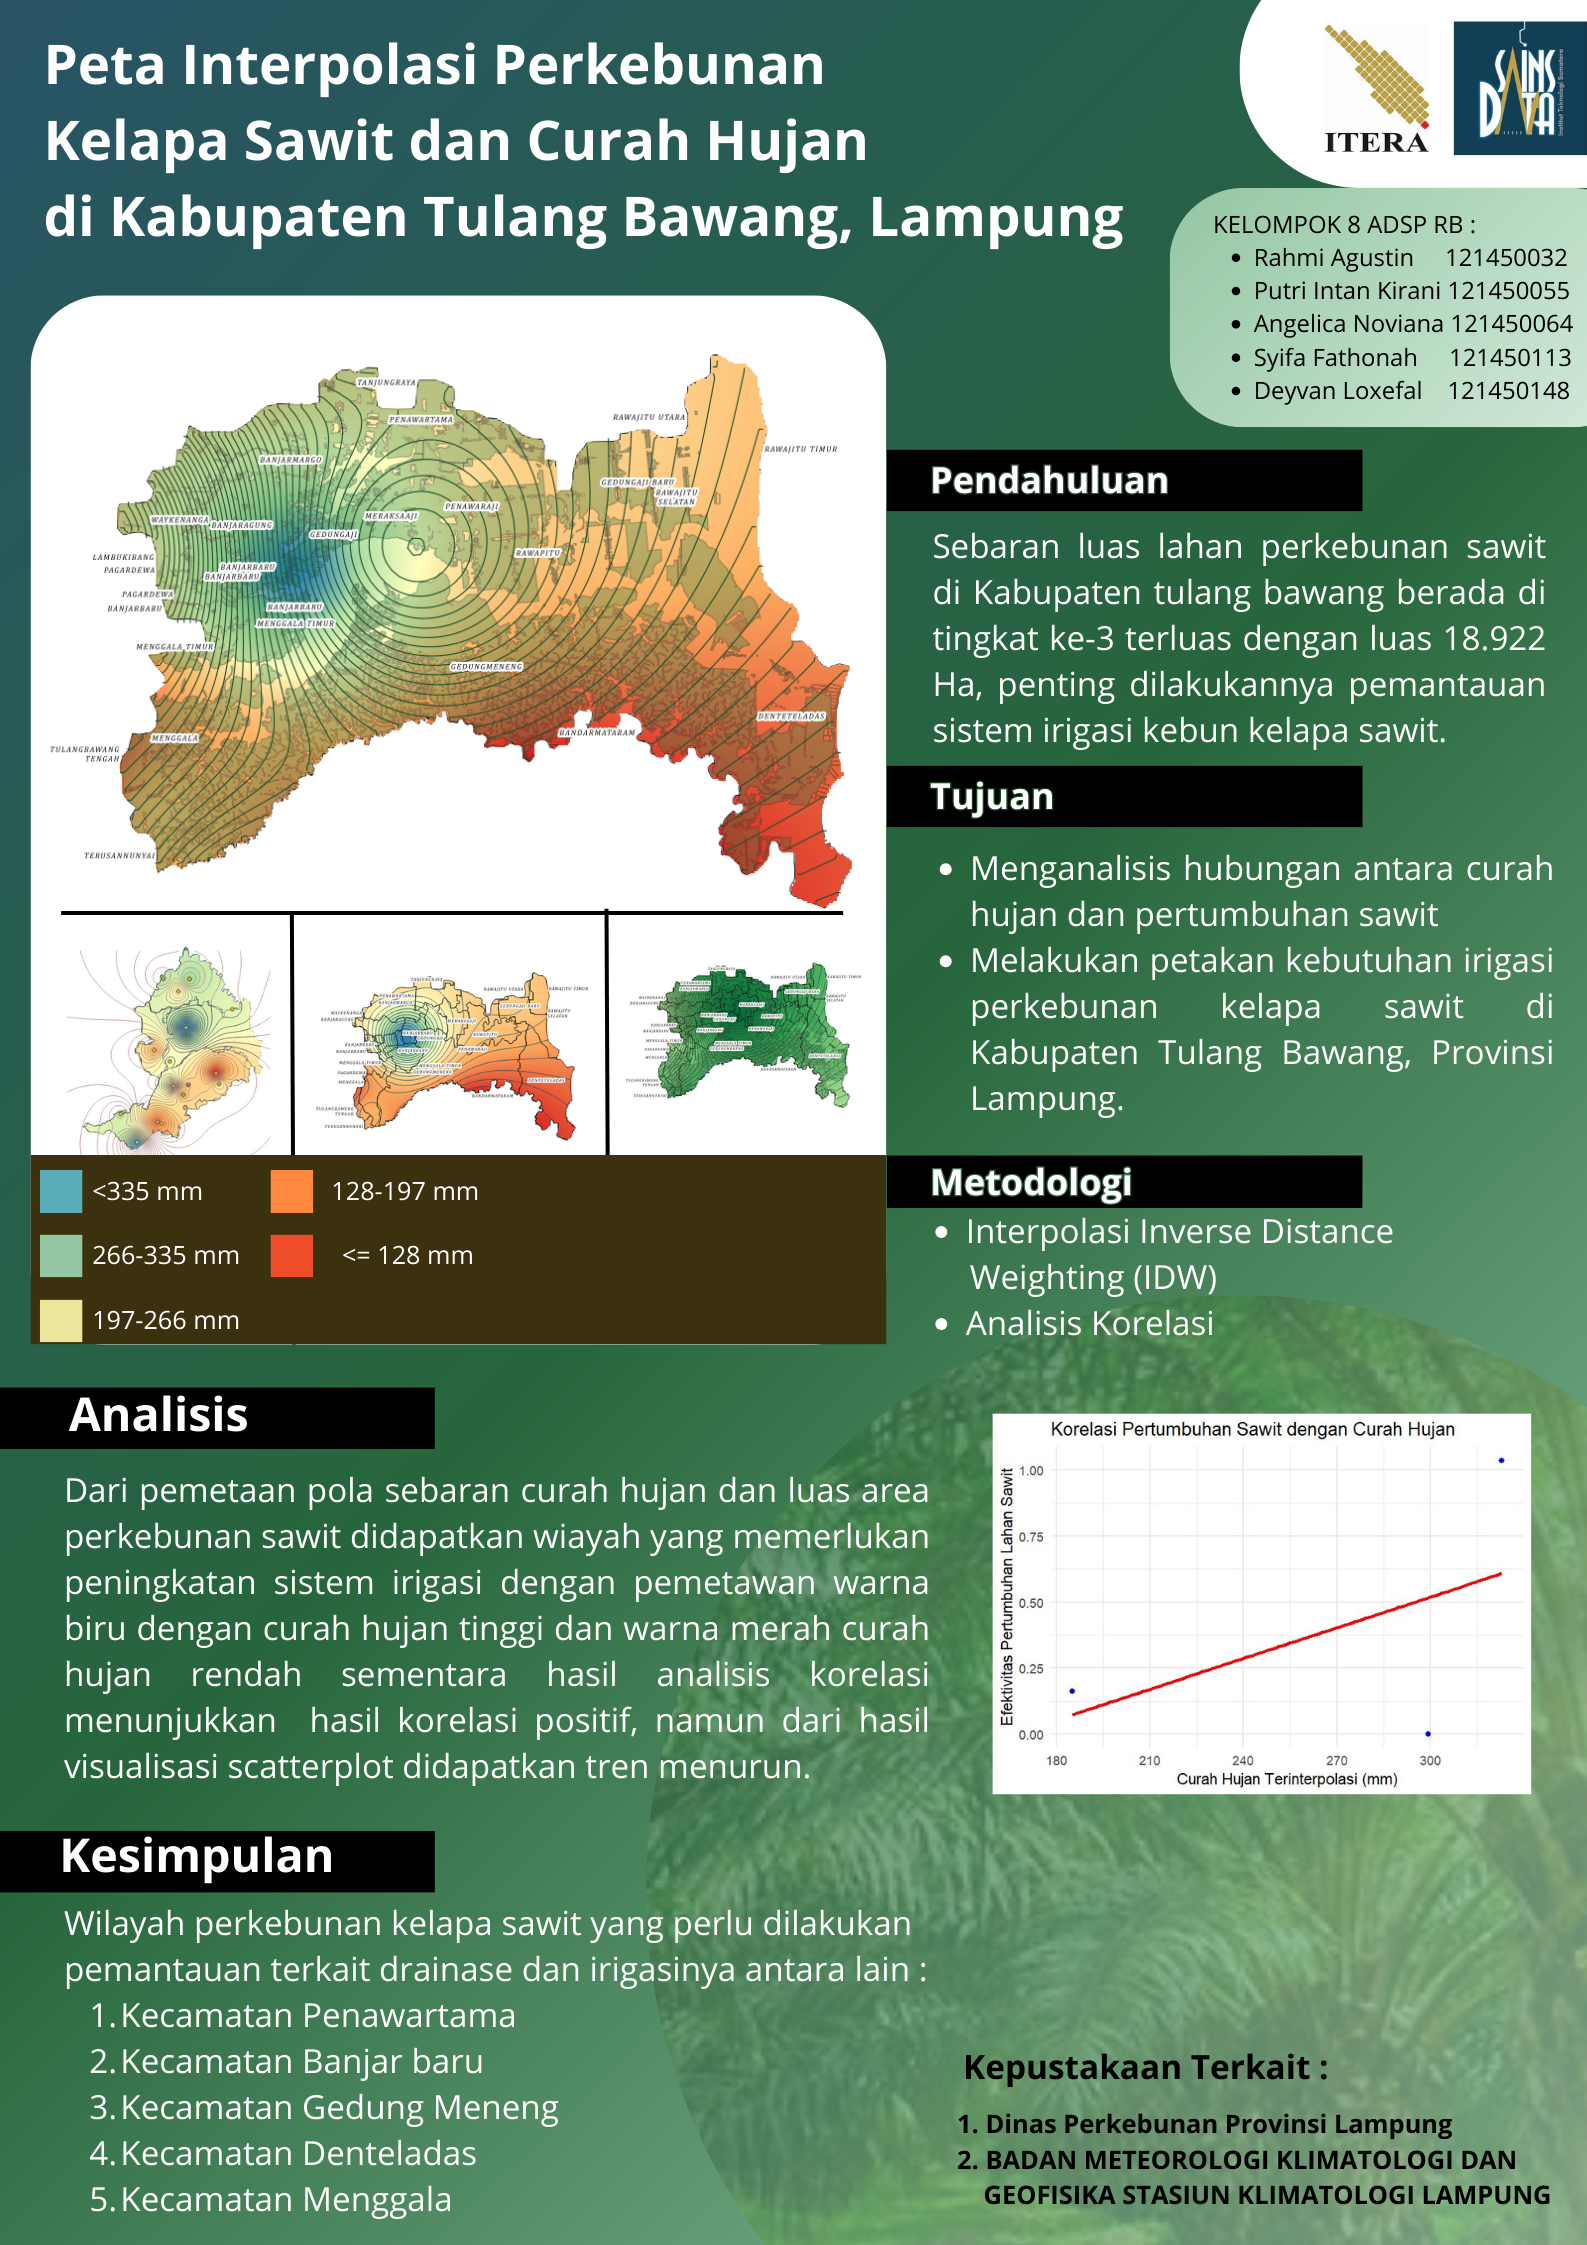 Peta Interpolasi Perkebunan
Kelapa Sawit dan Curah Hujan
di Kabupaten Tulang Bawang, Lampung
ITERA
SAINS
DATA
Institut Teknologi Sumatera
KELOMPOK 8 ADSP RB :
• Rahmi Agustin 121450032
• Putri Intan Kirani 121450055
• Angelica Noviana 121450064
• Syifa Fathonah 121450113
• Deyvan Loxefal 121450148
TANJUNGRAYA
PENAWARTAMA
RAWAJITU UTARA
RAWAJITU TIMUR
BANJARMARGO
GEDUNGAJI BARU
RAWAJITU
SELATAN
PENAWARAJI
MERAKSAAJI
WAYKENANGA
BANJARAGUNG
GEDUNGAJI
RAWAPITU
LAMBUKIBANG
PAGARDEWA
BANJARBARU
BANJARBARU
PAGARDEWA
BANJARBARU
BANJARBARU
MENGGALA TIMUR
MENGGALA TIMUR
GEDUNGMENENG
DENTETELADAS
BANDARMATARAM
MENGGALA
TULANGBAWANG
TENGAH
TERUSANNUNYAI
<335 mm
128-197 mm
266-335 mm
<= 128 mm
197-266 mm
Pendahuluan
Sebaran luas lahan perkebunan sawit
di Kabupaten tulang bawang berada di
tingkat ke-3 terluas dengan luas 18.922
Ha, penting dilakukannya pemantauan
sistem irigasi kebun kelapa sawit.
Tujuan
• Menganalisis hubungan antara curah
hujan dan pertumbuhan sawit
• Melakukan petakan kebutuhan irigasi
perkebunan kelapa sawit di
Kabupaten Tulang Bawang, Provinsi
Lampung.
Metodologi
• Interpolasi Inverse Distance
Weighting (IDW)
• Analisis Korelasi
Analisis
Dari pemetaan pola sebaran curah hujan dan luas area
perkebunan sawit didapatkan wiayah yang memerlukan
peningkatan sistem irigasi dengan pemetawan warna
biru dengan curah hujan tinggi dan warna merah curah
hujan rendah sementara hasil analisis korelasi
menunjukkan hasil korelasi positif, namun dari hasil
visualisasi scatterplot didapatkan tren menurun.
Korelasi Pertumbuhan Sawit dengan Curah Hujan
Efektivitas Pertumbuhan Lahan Sawit
1.00
0.75
0.50
0.25
0.00
180 210 240 270 300
Curah Hujan Terinterpolasi (mm)
Kesimpulan
Wilayah perkebunan kelapa sawit yang perlu dilakukan
pemantauan terkait drainase dan irigasinya antara lain :
1. Kecamatan Penawartama
2. Kecamatan Banjar baru
3. Kecamatan Gedung Meneng
4. Kecamatan Denteladas
5. Kecamatan Menggala
Kepustakaan Terkait :
1. Dinas Perkebunan Provinsi Lampung
2. BADAN METEOROLOGI KLIMATOLOGI DAN
GEOFISIKA STASIUN KLIMATOLOGI LAMPUNG